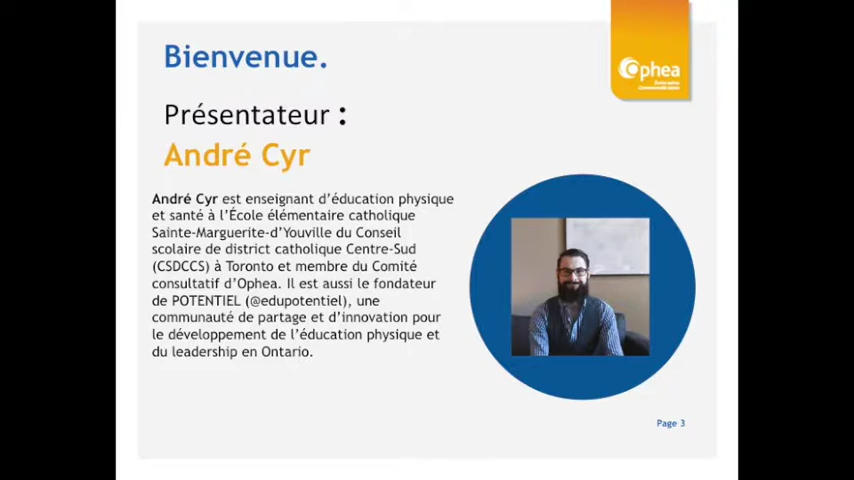 Bienvenue.
Ophea
Présentateur :
André Cyr
André Cyr est enseignant d'éducation physique
et santé à l'École élémentaire catholique
Sainte-Marguerite-d'Youville du Conseil
scolaire de district catholique Centre-Sud
(CSDCCS) à Toronto et membre du Comité
consultatif d'Ophea. Il est aussi le fondateur
de POTENTIEL (@edupotentiel), une
communauté de partage et d'innovation pour
le développement de l'éducation physique et
du leadership en Ontario.
Page 3